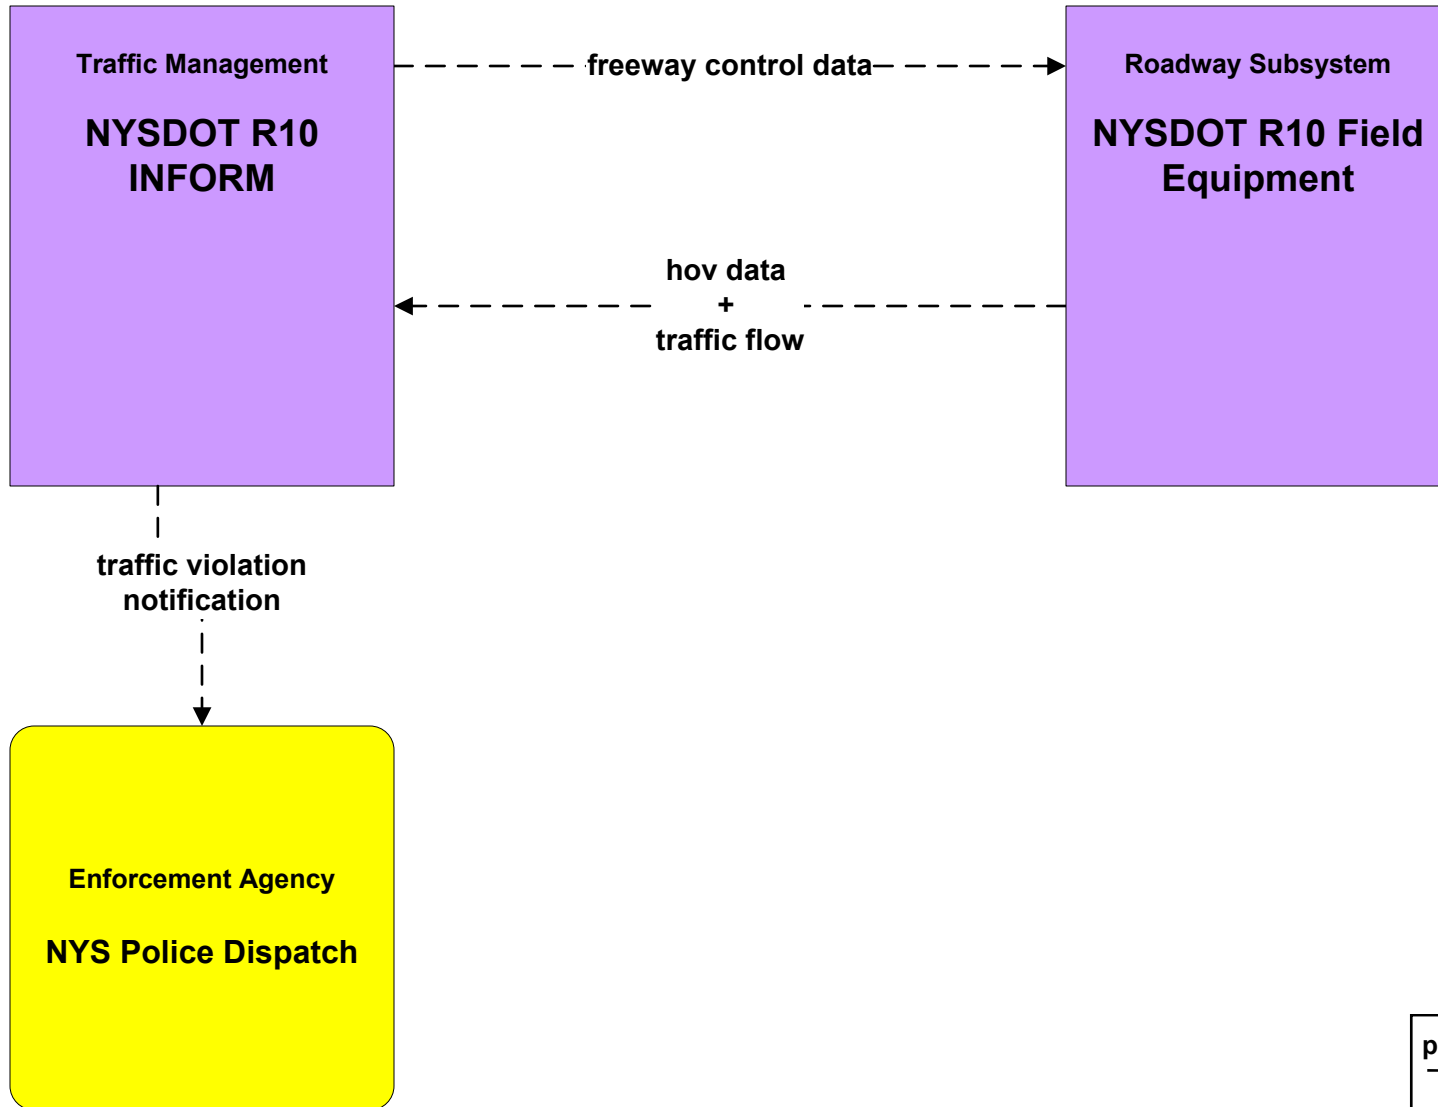 Traffic Management
NYSDOT R10
INFORM
freeway control data
Roadway Subsystem
NYSDOT R10 Field
Equipment
hov data
+
traffic flow
traffic violation
notification
Enforcement Agency
NYS Police Dispatch